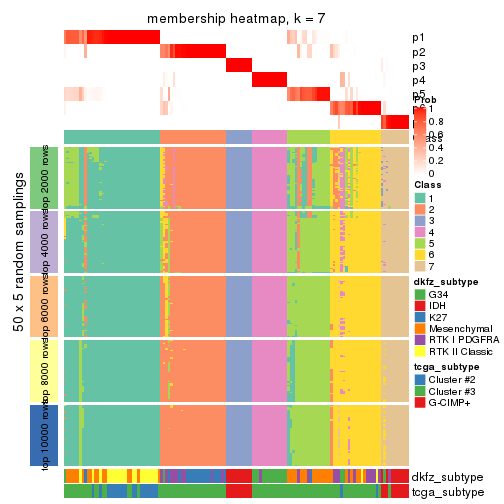 membership heatmap, k = 7
p1
p2
p3
p4
p5
Prob
1
0.8
0.6
0.4
0.2
0
Class
1
2
3
4
5
6
7
dkfz_subtype
G34
IDH
K27
Mesenchymal
RTK I PDGFRA
RTK II Classic
tcga_subtype
Cluster #2
Cluster #3
G-CIMP+
50 x 5 random samplings
top 2000 rows
top 4000 rows
top 6000 rows
top 8000 rows
top 10000 rows
dkfz_subtype
tcga_subtype